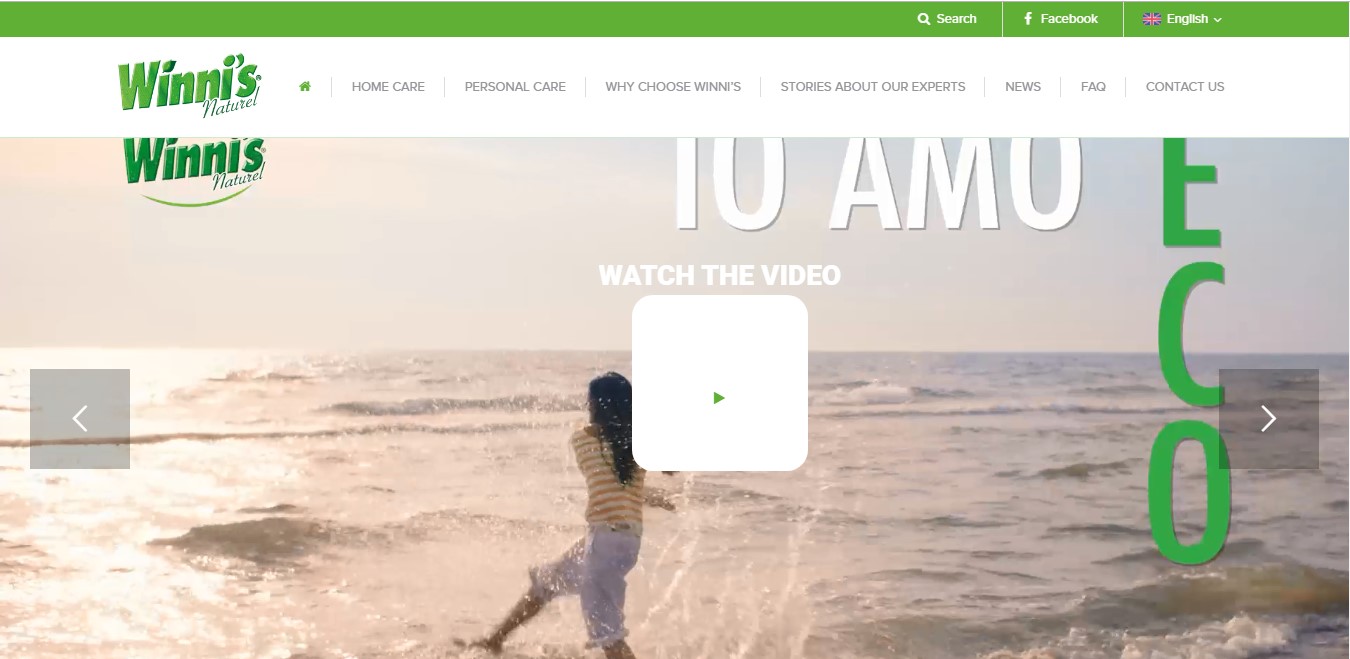 Search
Facebook
English
Winni's
Naturel
HOME CARE
PERSONAL CARE
WHY CHOOSE WINNI'S
STORIES ABOUT OUR EXPERTS
NEWS
FAQ
CONTACT US
Winni's
Naturel
IO AMO
ECO
WATCH THE VIDEO